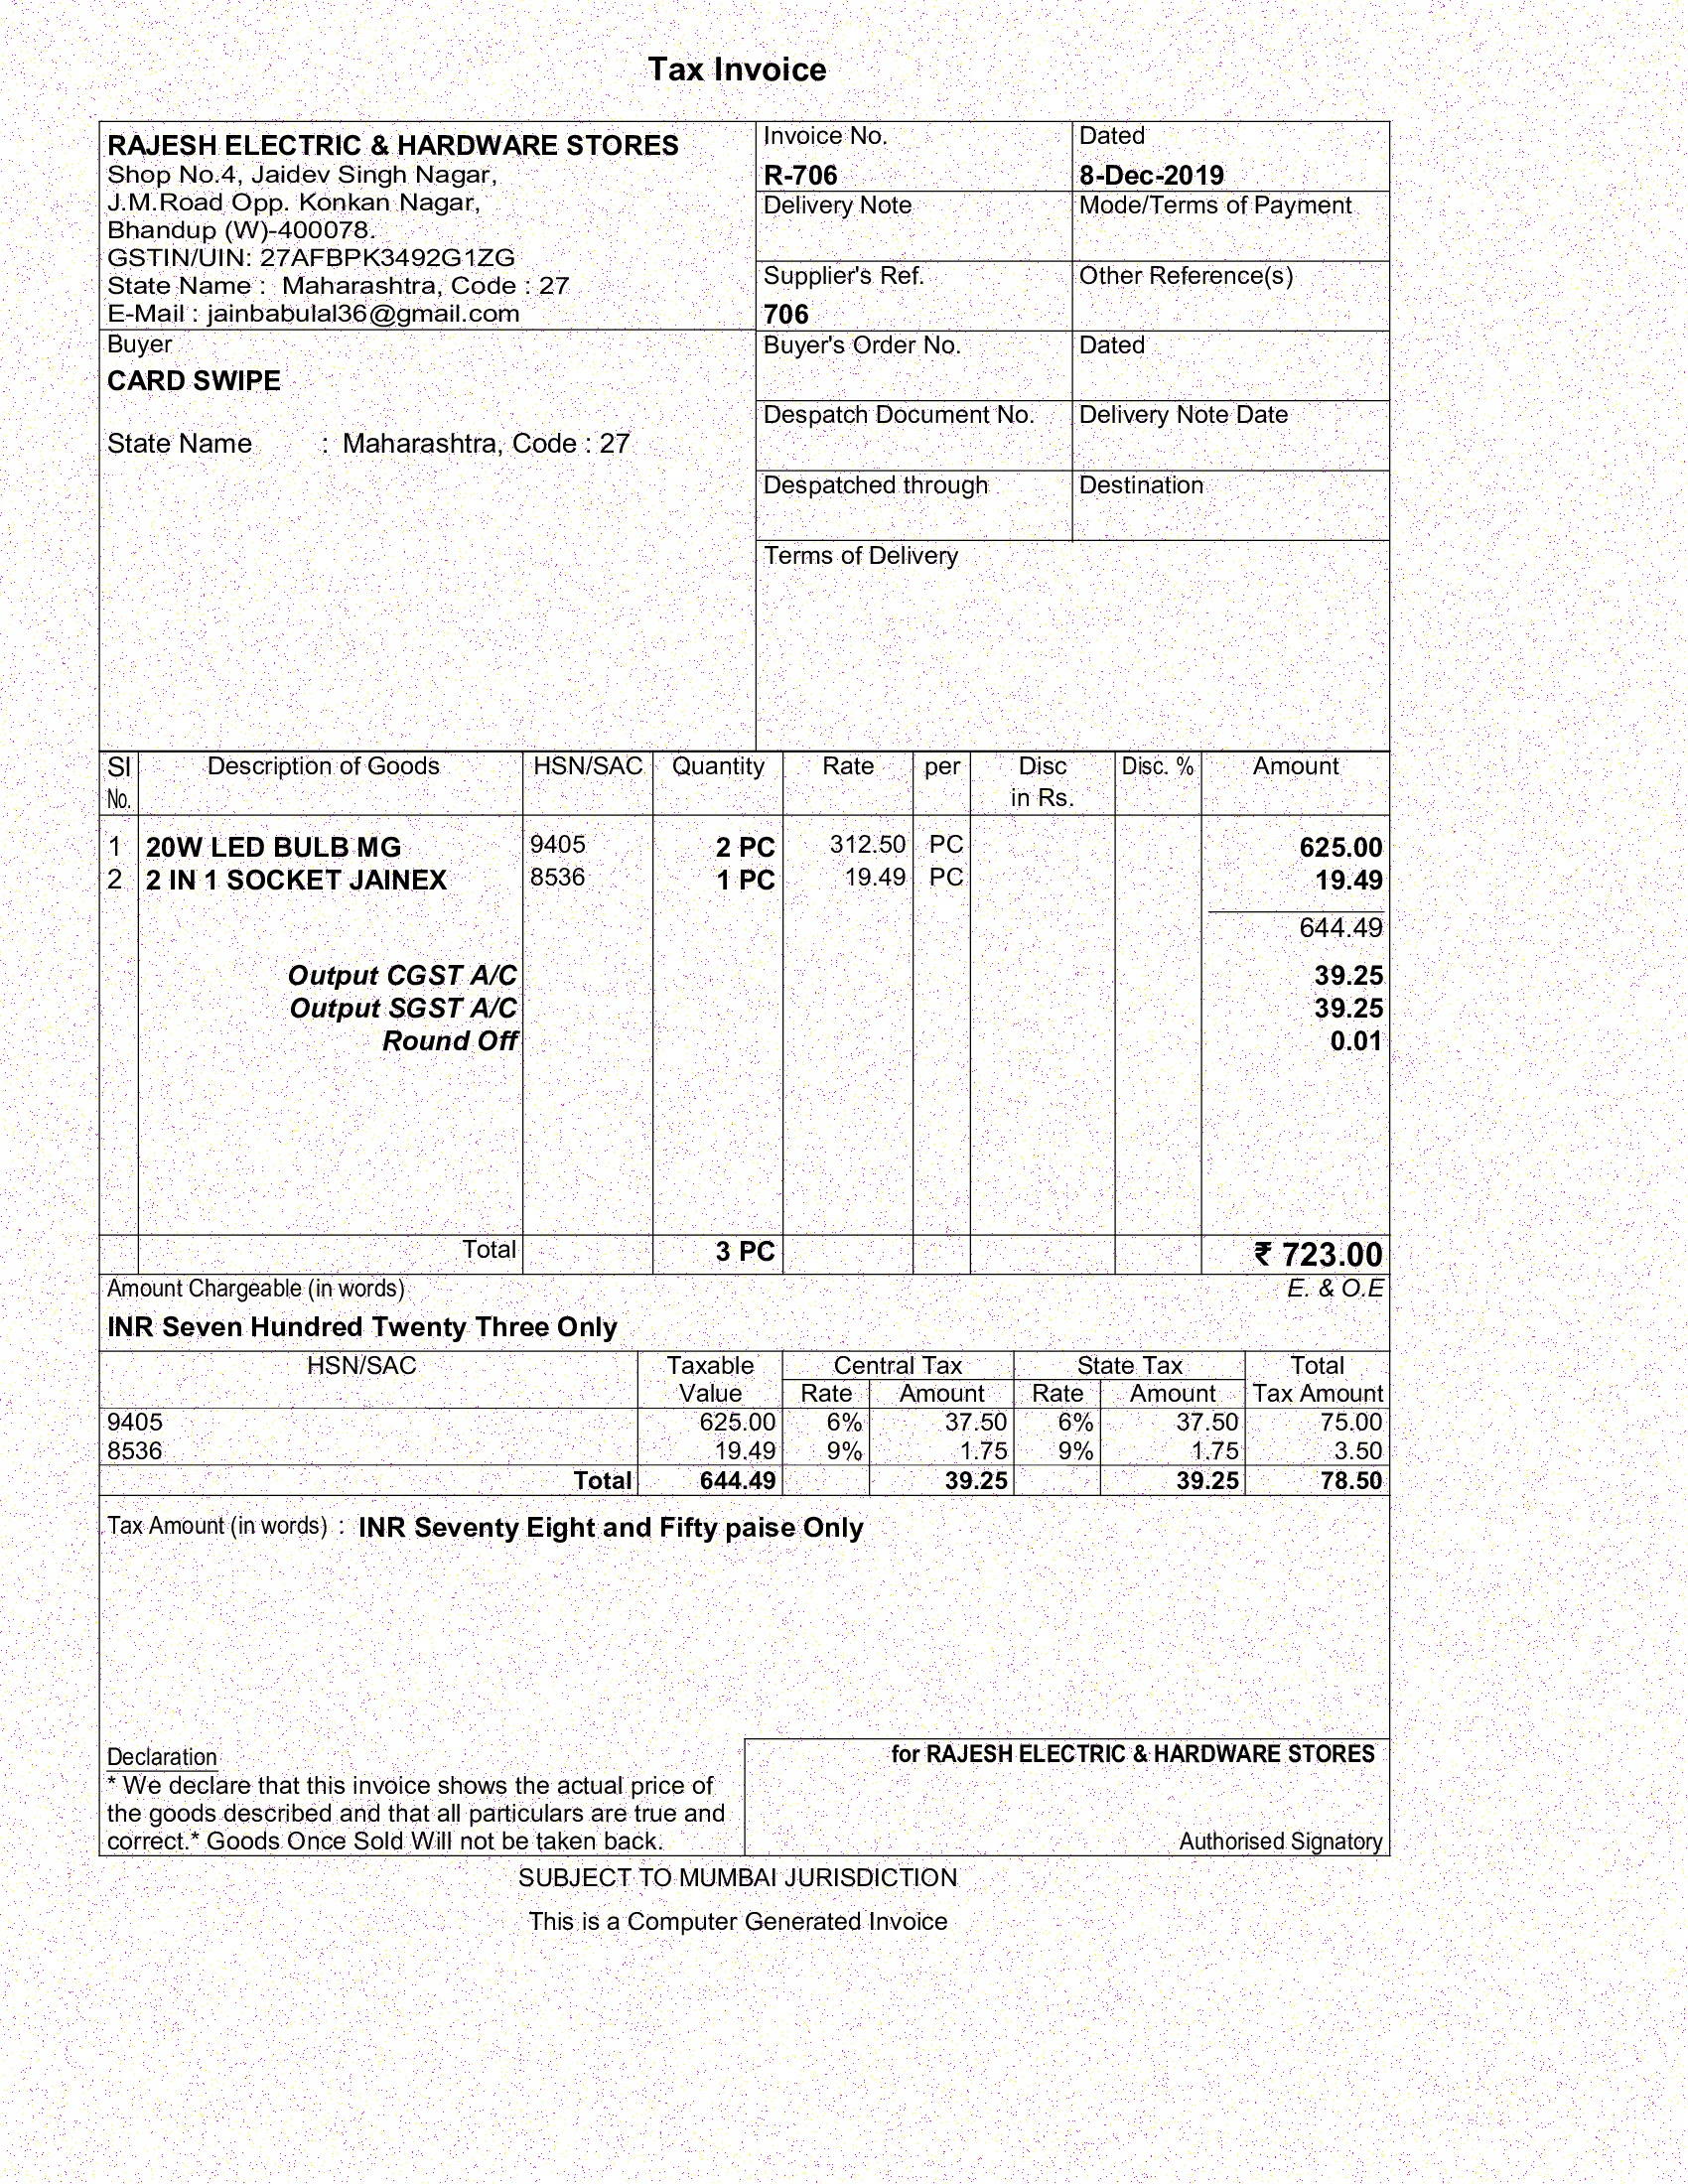 Tax Invoice
RAJESH ELECTRIC & HARDWARE STORES
Shop No.4, Jaidev Singh Nagar,
J.M.Road Opp. Konkan Nagar,
Bhandup (W)-400078.
GSTIN/UIN: 27AFBPK3492G1ZG
State Name : Maharashtra, Code : 27
E-Mail : jainbabulal36@gmail.com
Buyer
CARD SWIPE
State Name : Maharashtra, Code : 27
Invoice No. Dated
R-706 8-Dec-2019
Delivery Note Mode/Terms of Payment
Supplier's Ref. Other Reference(s)
706
Buyer's Order No. Dated
Despatch Document No. Delivery Note Date
Despatched through Destination
Terms of Delivery
Sl Description of Goods HSN/SAC Quantity Rate per Disc Disc. % Amount
No. in Rs.
1 20W LED BULB MG 9405 2 PC 312.50 PC 625.00
2 2 IN 1 SOCKET JAINEX 8536 1 PC 19.49 PC 19.49
644.49
Output CGST A/C 39.25
Output SGST A/C 39.25
Round Off 0.01
Total 3 PC ₹ 723.00
Amount Chargeable (in words) E. & O.E
INR Seven Hundred Twenty Three Only
HSN/SAC Taxable Central Tax State Tax Total
Value Rate Amount Rate Amount Tax Amount
9405 625.00 6% 37.50 6% 37.50 75.00
8536 19.49 9% 1.75 9% 1.75 3.50
Total 644.49 39.25 39.25 78.50
Tax Amount (in words) : INR Seventy Eight and Fifty paise Only
Declaration
* We declare that this invoice shows the actual price of
the goods described and that all particulars are true and
correct.* Goods Once Sold Will not be taken back.
for RAJESH ELECTRIC & HARDWARE STORES
Authorised Signatory
SUBJECT TO MUMBAI JURISDICTION
This is a Computer Generated Invoice